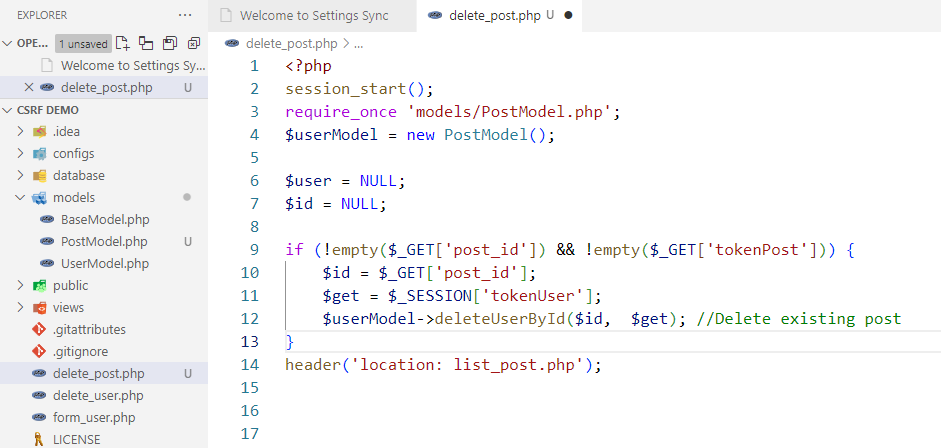 EXPLORER ...
OPE... 1 unsaved
Welcome to Settings Sy...
delete_post.php U
CSRF DEMO
.idea
configs
database
models
BaseModel.php
PostModel.php U
UserModel.php
public
views
.gitattributes
.gitignore
delete_post.php U
delete_user.php
form_user.php
LICENSE
Welcome to Settings Sync delete_post.php U
delete_post.php > ...
1 <?php
2 session_start();
3 require_once 'models/PostModel.php';
4 $userModel = new PostModel();
5
6 $user = NULL;
7 $id = NULL;
8
9 if (!empty($_GET['post_id']) && !empty($_GET['tokenPost'])) {
10 $id = $_GET['post_id'];
11 $get = $_SESSION['tokenUser'];
12 $userModel->deleteUserById($id,  $get); //Delete existing post
13 }
14 header('location: list_post.php');
15
16
17